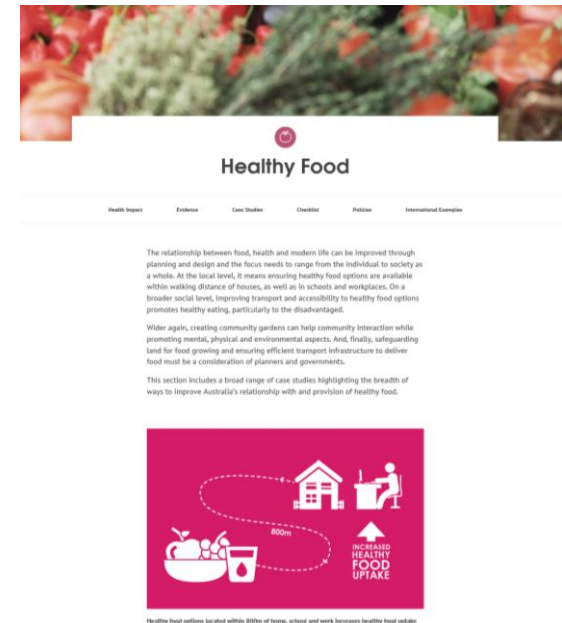 Healthy Food
Health Impact Evidence Case Studies Checklist Policies International Examples
The relationship between food, health and modern life can be improved through
planning and design and the focus needs to range from the individual to society as
a whole. At the local level, it means ensuring healthy food options are available
within walking distance of houses, as well as in schools and workplaces. On a
broader social level, improving transport and accessibility to healthy food options
promotes healthy eating, particularly to the disadvantaged.
Wider again, creating community gardens can help community interaction while
promoting mental, physical and environmental aspects. And, finally, safeguarding
land for food growing and ensuring efficient transport infrastructure to deliver
food must be a consideration of planners and governments.
This section includes a broad range of case studies highlighting the breadth of
ways to improve Australia's relationship with and provision of healthy food.
800m
INCREASED
HEALTHY
FOOD
UPTAKE
Healthy food options located within 800m of home, school and work increases healthy food uptake